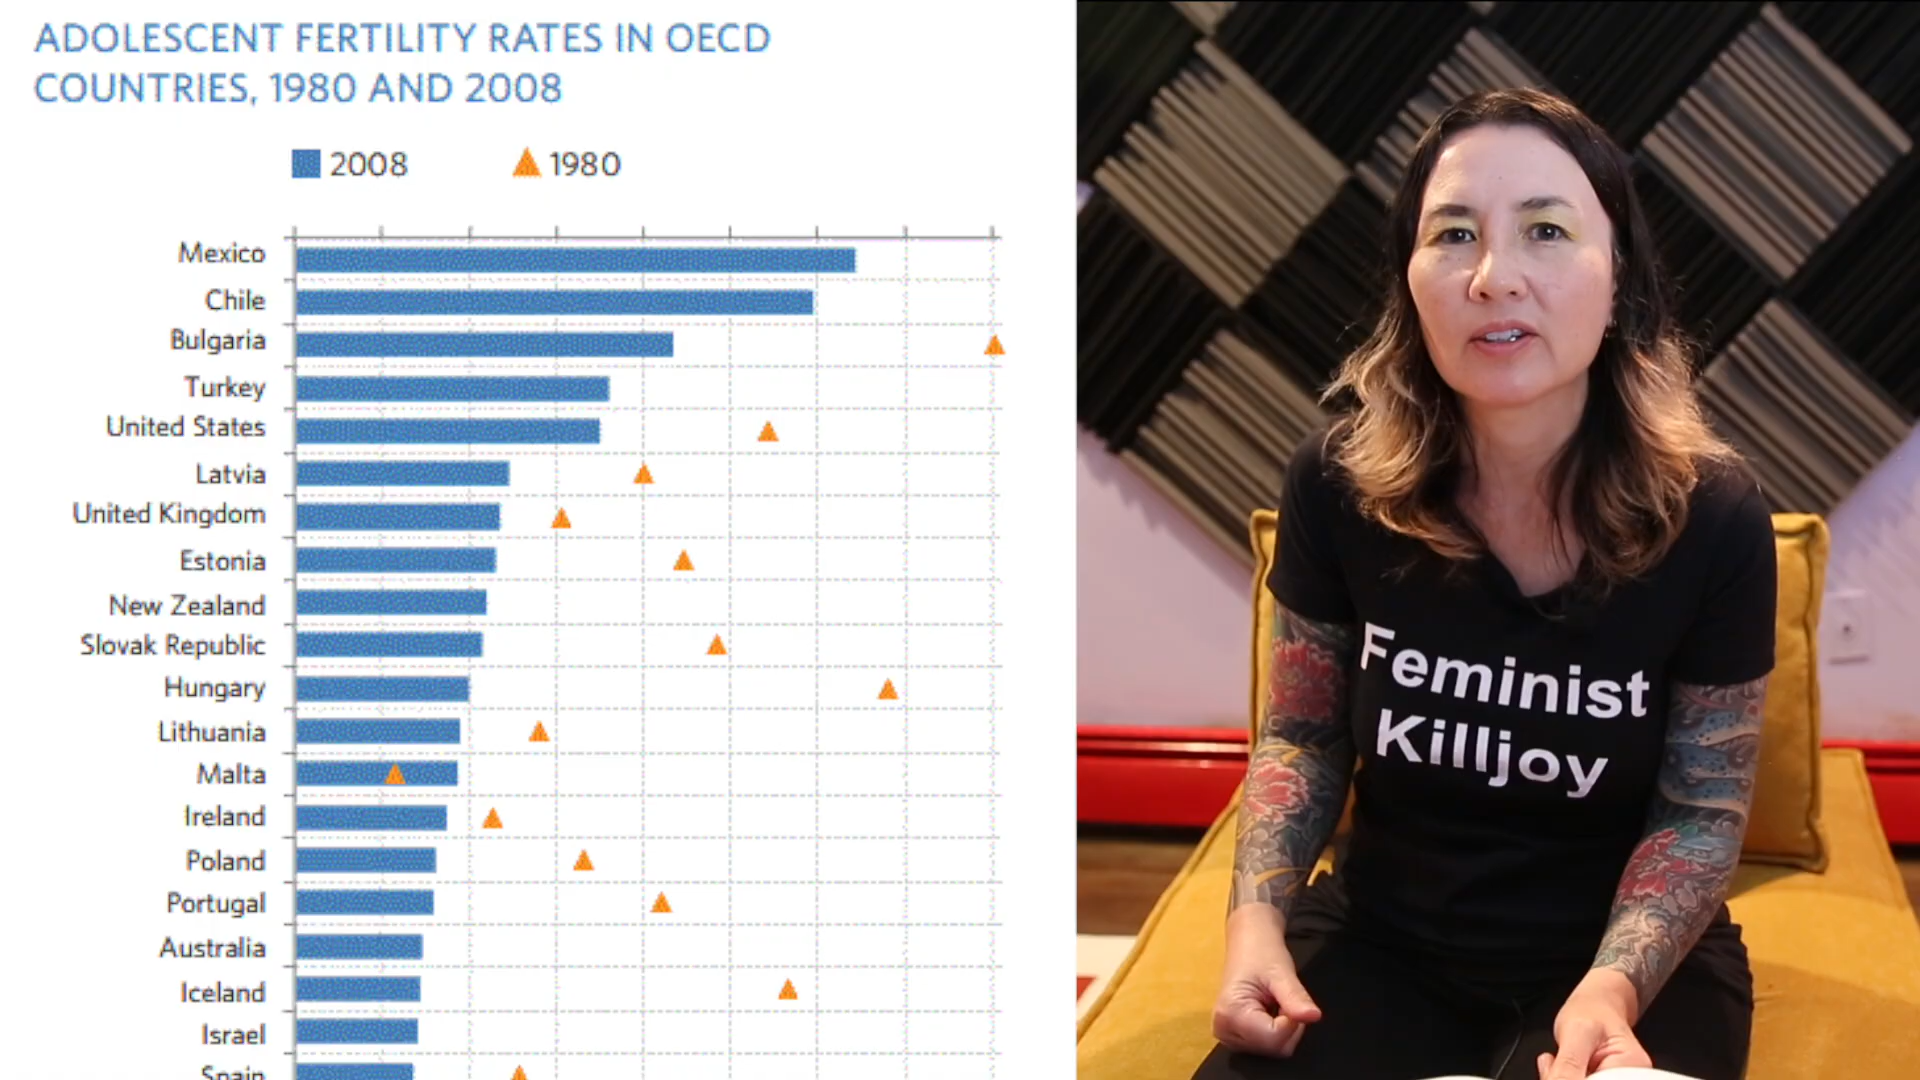 ADOLESCENT FERTILITY RATES IN OECD
COUNTRIES, 1980 AND 2008
2008
1980
Mexico
Chile
Bulgaria
Turkey
United States
Latvia
United Kingdom
Estonia
New Zealand
Slovak Republic
Hungary
Lithuania
Malta
Ireland
Poland
Portugal
Australia
Iceland
Israel
Spain
Feminist
Killjoy